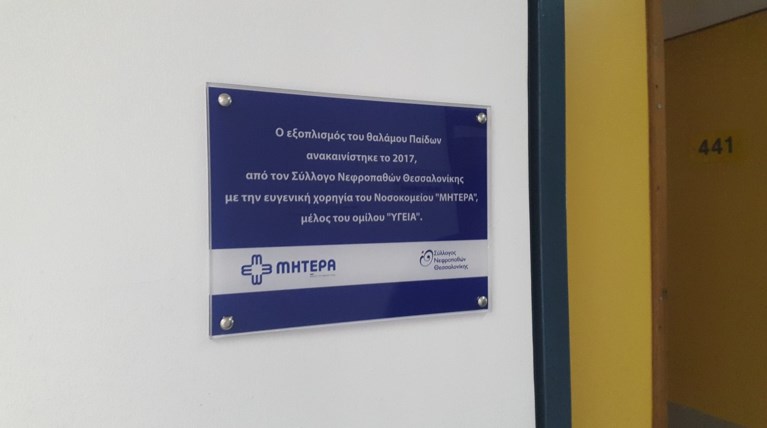 Ο εξοπλισμός του θαλάμου Παίδων
ανακαινίστηκε το 2017,
από τον Σύλλογο Νεφροπαθών Θεσσαλονίκης
με την ευγενική χορηγία του Νοσοκομείου "ΜΗΤΕΡΑ",
μέλος του ομίλου "ΥΓΕΙΑ".
ΜΗΤΕΡΑ
Σύλλογος
Νεφροπαθών
Θεσσαλονίκης
441